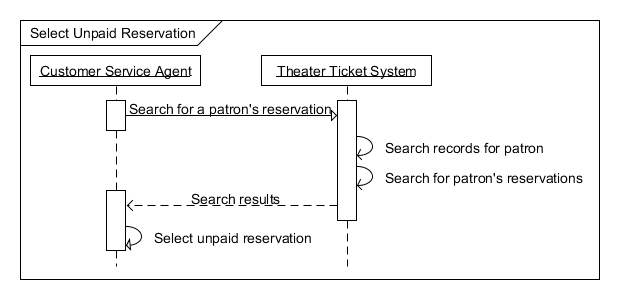 Select Unpaid Reservation
Customer Service Agent
Theater Ticket System
Search for a patron's reservation
Search records for patron
Search for patron's reservations
Search results
Select unpaid reservation